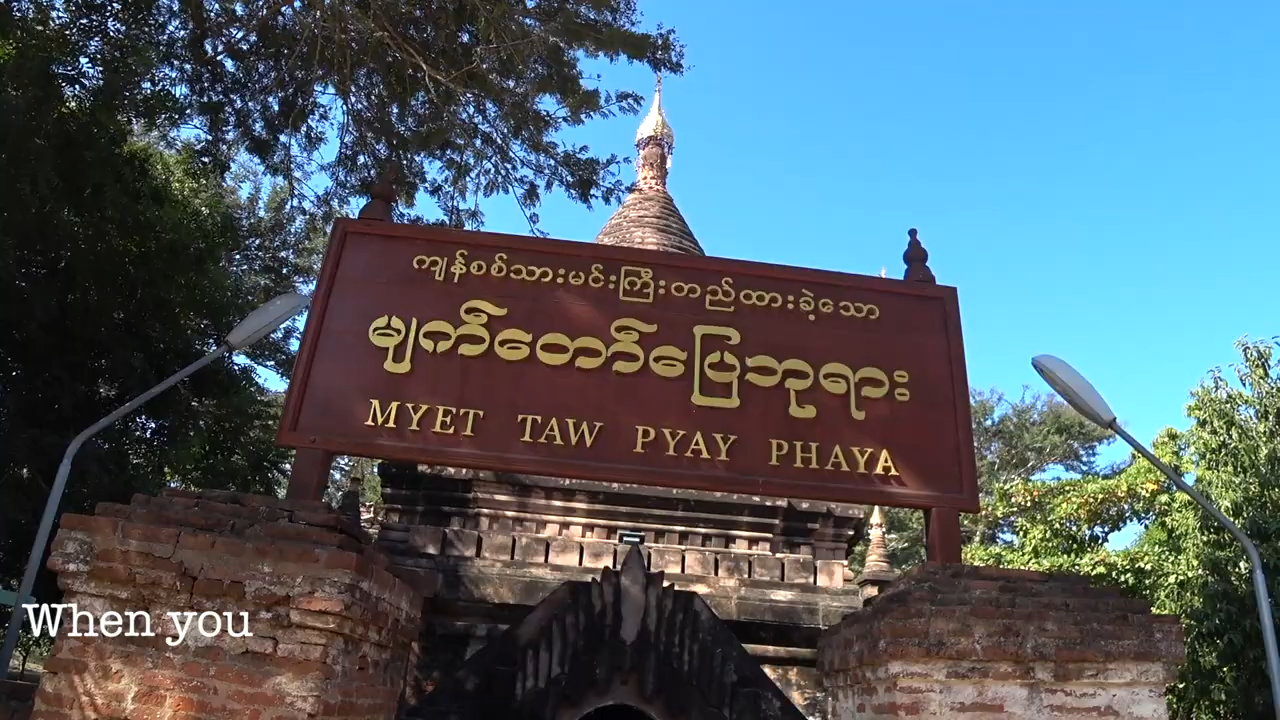 ကျန်စစ်သားမင်းကြီးတည်ထားခဲ့သော
မျက်တော်ပြေဘုရား
MYET TAW PYAY PHAYA
When you